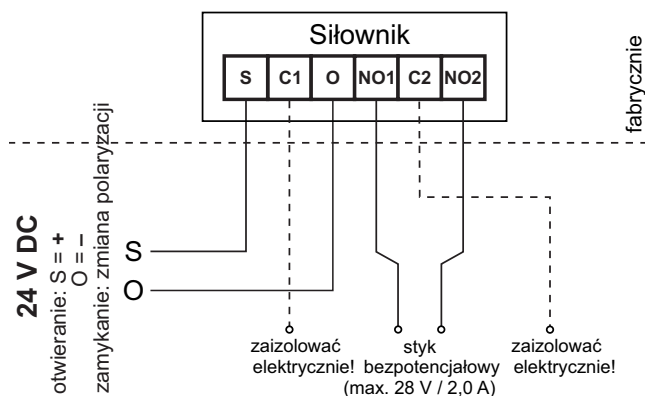 Siłownik
S C1 O NO1 C2 NO2
fabrycznie
24 V DC
otwieranie: S = +
O = –
zamykanie: zmiana polaryzacji
S
O
zaizolować
elektrycznie!
styk
bezpotencjałowy
(max. 28 V / 2,0 A)
zaizolować
elektrycznie!